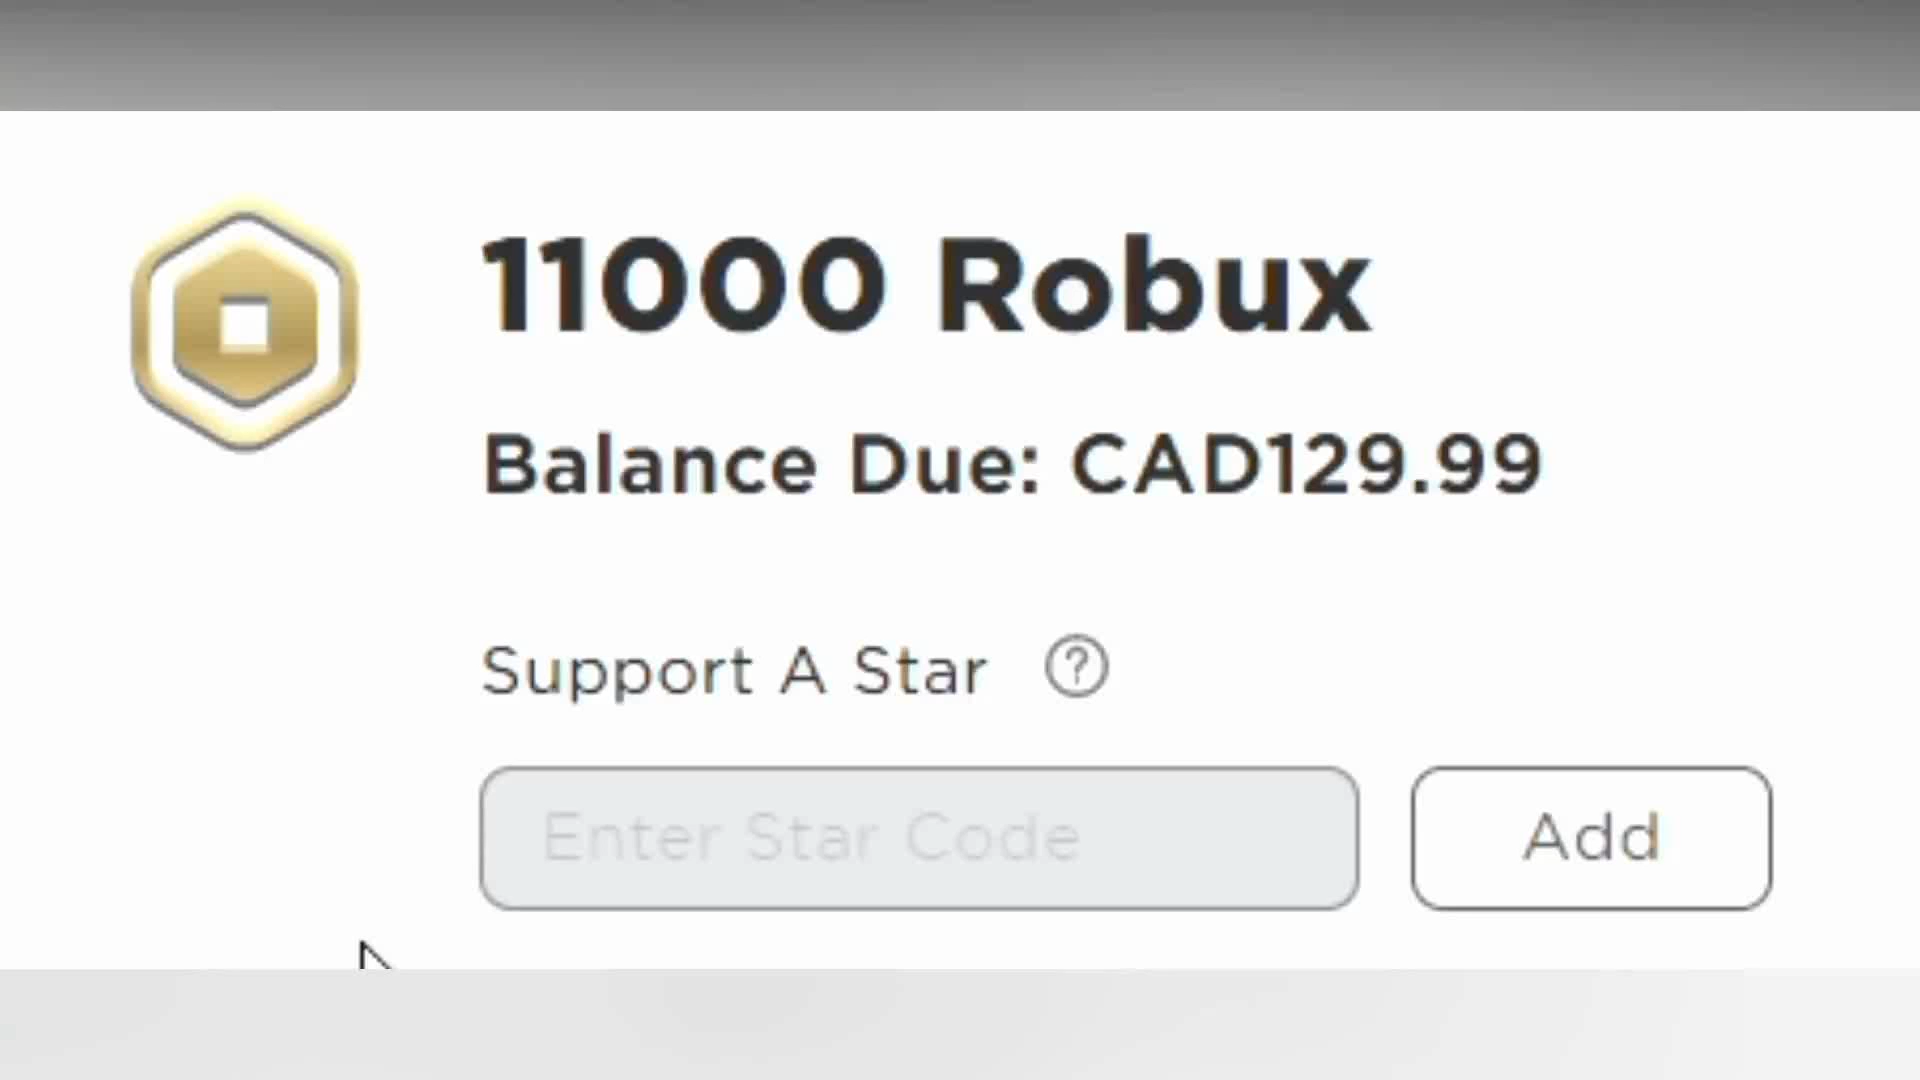 11000 Robux
Balance Due: CAD129.99
Support A Star ?
Enter Star Code
Add